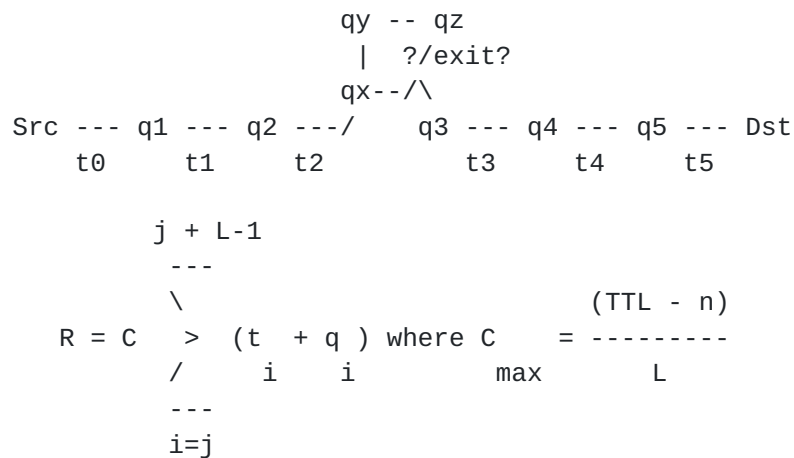 qy -- qz
|  ?/exit?
qx--/\
Src --- q1 --- q2 ---/    q3 --- q4 --- q5 --- Dst
t0     t1     t2          t3     t4     t5
j + L-1
---
\                          (TTL - n)
R = C   >  (t  + q ) where C    = ---------
/     i    i             max       L
---
i=j